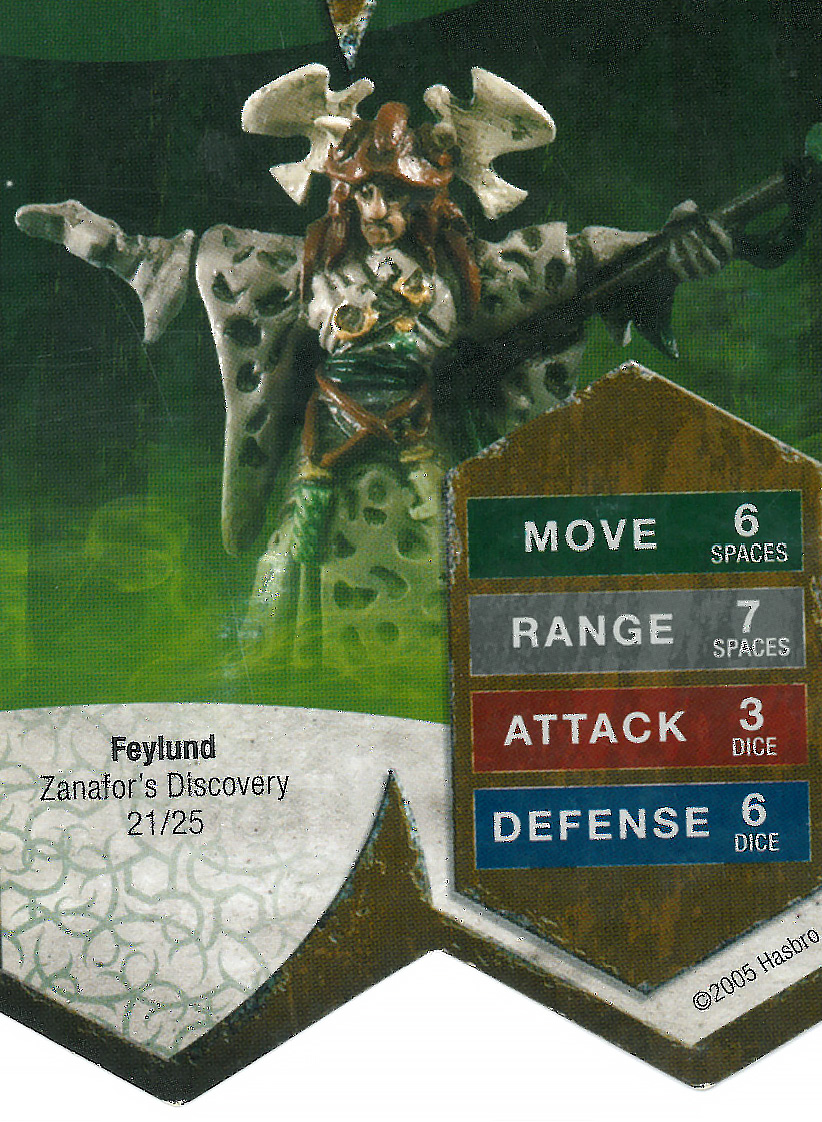 MOVE 6
SPACES
RANGE 7
SPACES
ATTACK 3
DICE
DEFENSE 6
DICE
Feylund
Zanafor's Discovery
21/25
©2005 Hasbro